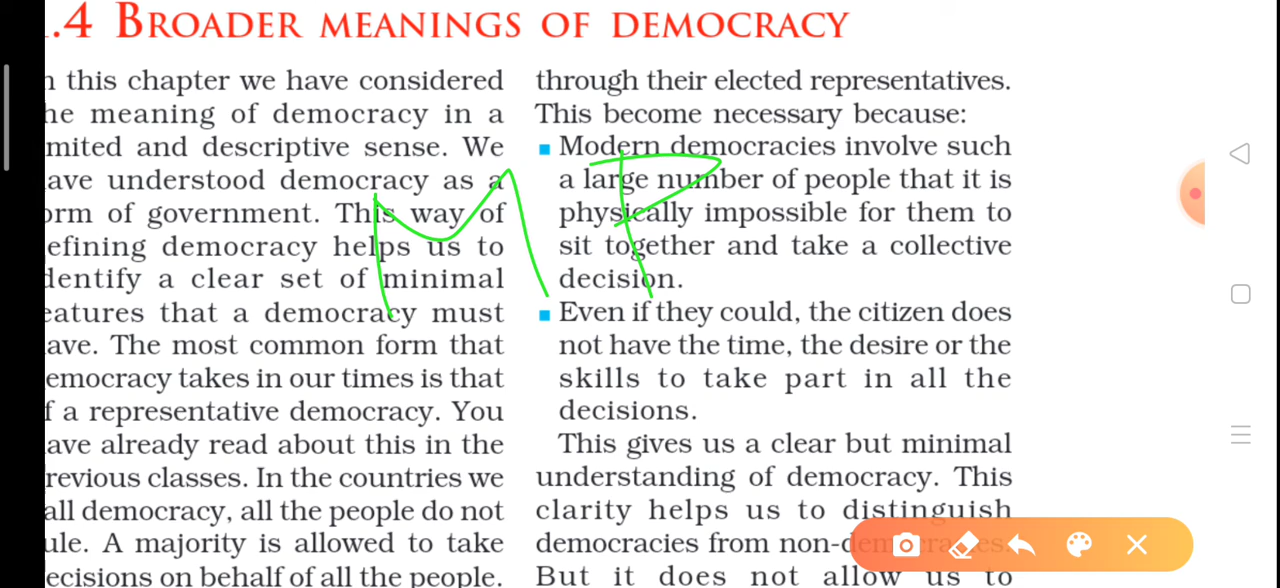 .4 BROADER MEANINGS OF DEMOCRACY
this chapter we have considered
he meaning of democracy in a
mited and descriptive sense. We
ave understood democracy as a
orm of government. This way of
efining democracy helps us to
dentify a clear set of minimal
eatures that a democracy must
ave. The most common form that
emocracy takes in our times is that
f a representative democracy. You
ave already read about this in the
revious classes. In the countries we
all democracy, all the people do not
ule. A majority is allowed to take
ecisions on behalf of all the people.
through their elected representatives.
This become necessary because:
Modern democracies involve such
a large number of people that it is
physically impossible for them to
sit together and take a collective
decision.
Even if they could, the citizen does
not have the time, the desire or the
skills to take part in all the
decisions.
This gives us a clear but minimal
understanding of democracy. This
clarity helps us to distinguish
democracies from non-democracies.
But it does not allow us to
MP